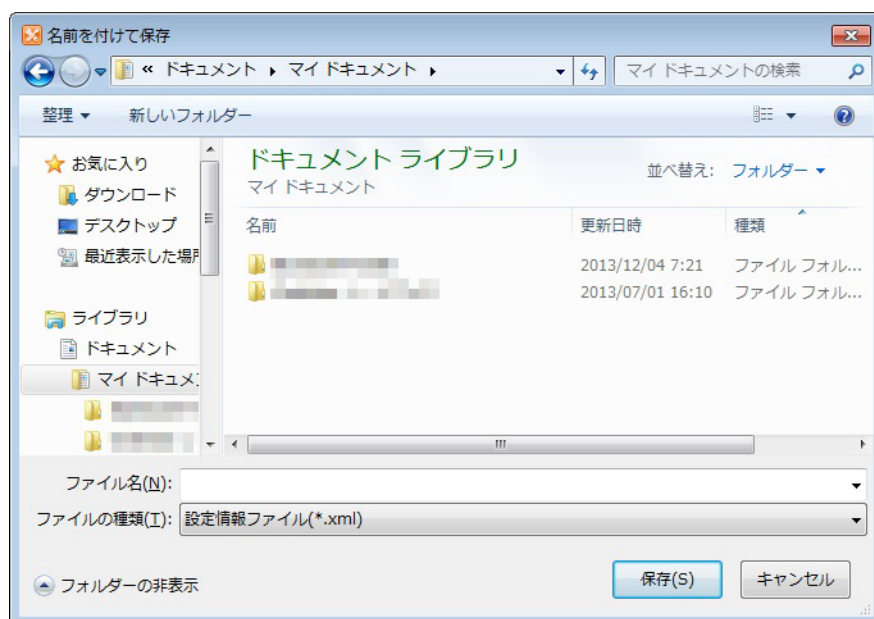 名前を付けて保存
« ドキュメント ▸ マイ ドキュメント ▸ マイ ドキュメントの検索
整理 ▼ 新しいフォルダー
お気に入り
ダウンロード
デスクトップ
最近表示した場所
ライブラリ
ドキュメント
マイ ドキュメ
ドキュメント ライブラリ
マイ ドキュメント
並べ替え: フォルダー ▼
名前 更新日時 種類
2013/12/04 7:21 ファイル フォル...
2013/07/01 16:10 ファイル フォル...
ファイル名(N):
ファイルの種類(T): 設定情報ファイル(*.xml)
フォルダーの非表示 保存(S) キャンセル